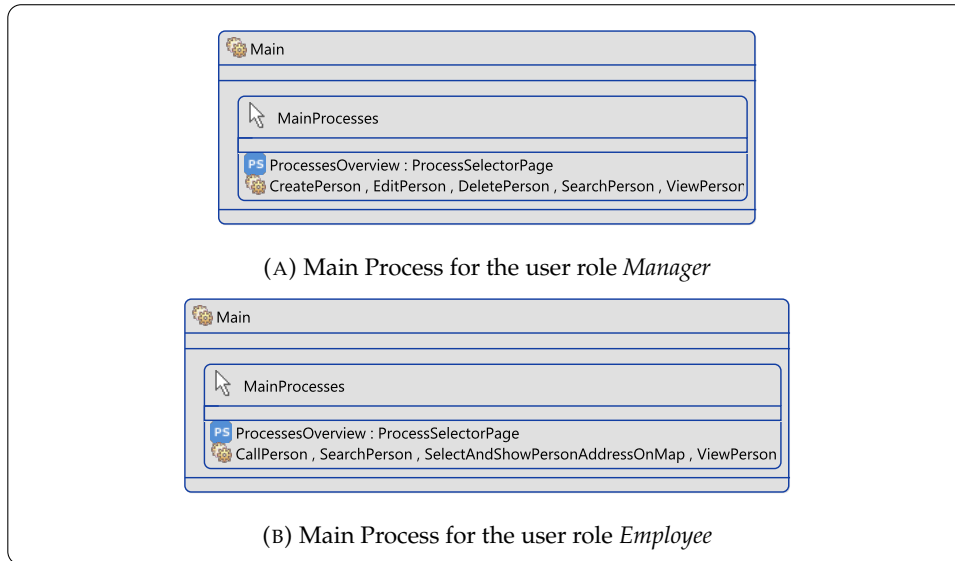 Main
MainProcesses
PS ProcessesOverview : ProcessSelectorPage
CreatePerson , EditPerson , DeletePerson , SearchPerson , ViewPerson
(A) Main Process for the user role Manager
Main
MainProcesses
PS ProcessesOverview : ProcessSelectorPage
CallPerson , SearchPerson , SelectAndShowPersonAddressOnMap , ViewPerson
(B) Main Process for the user role Employee